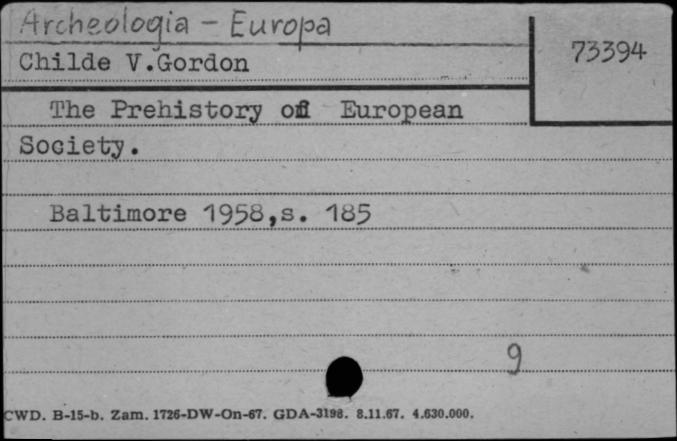 Archeologia - Europa
73394
Childe V.Gordon
The Prehistory of European
Society.
Baltimore 1958,s. 185
9
CWD. B-15-b. Zam. 1726-DW-On-67. GDA-3198. 8.11.67. 4.630.000.